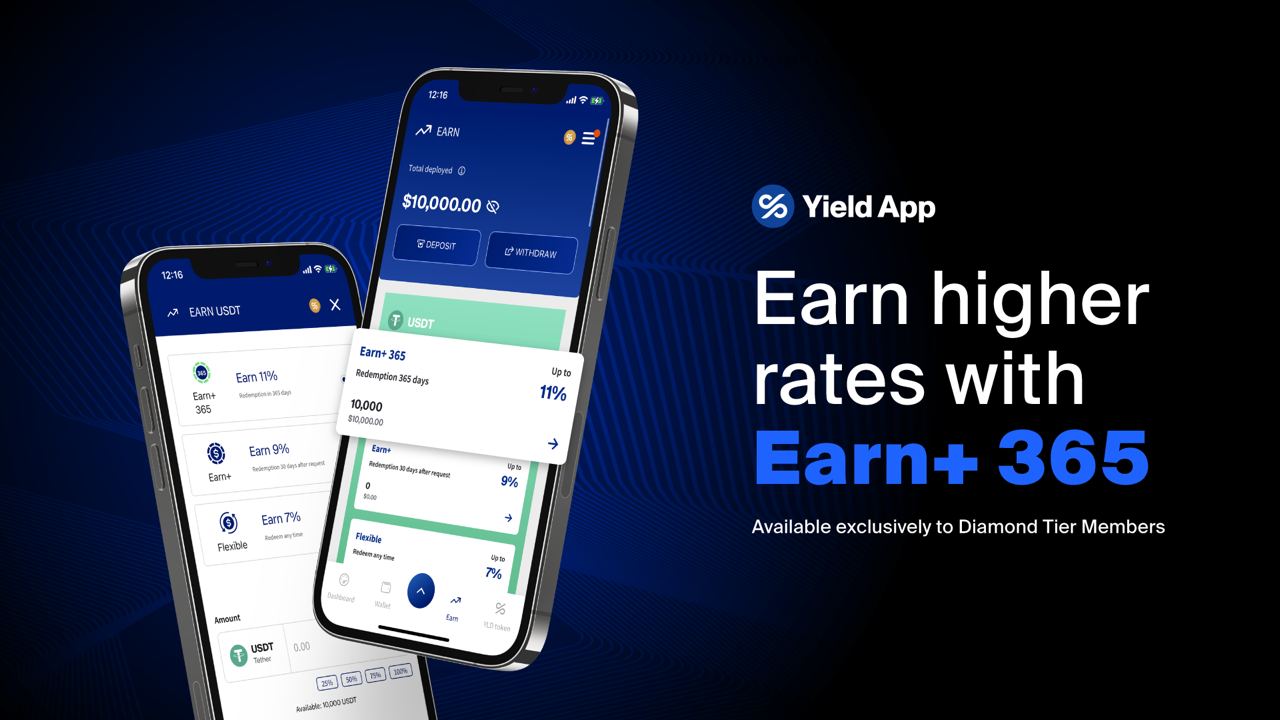 12:16
EARN USDT
365
Earn+
365
Earn 11%
Redemption in 365 days
Earn+
Earn 9%
Redemption 30 days after request
Flexible
Earn 7%
Redeem any time
Amount
USDT
Tether
0.00
25%
50%
75%
100%
Available: 10,000 USDT
12:16
EARN
Total deployed
$10,000.00
DEPOSIT
WITHDRAW
USDT
Earn+ 365
Redemption 365 days
Up to
11%
10,000
$10,000.00
Earn+
Redemption 30 days after request
Up to
9%
0
$0.00
Flexible
Redeem any time
Up to
7%
Dashboard
Wallet
Earn
YLD token
Yield App
Earn higher
rates with
Earn+ 365
Available exclusively to Diamond Tier Members